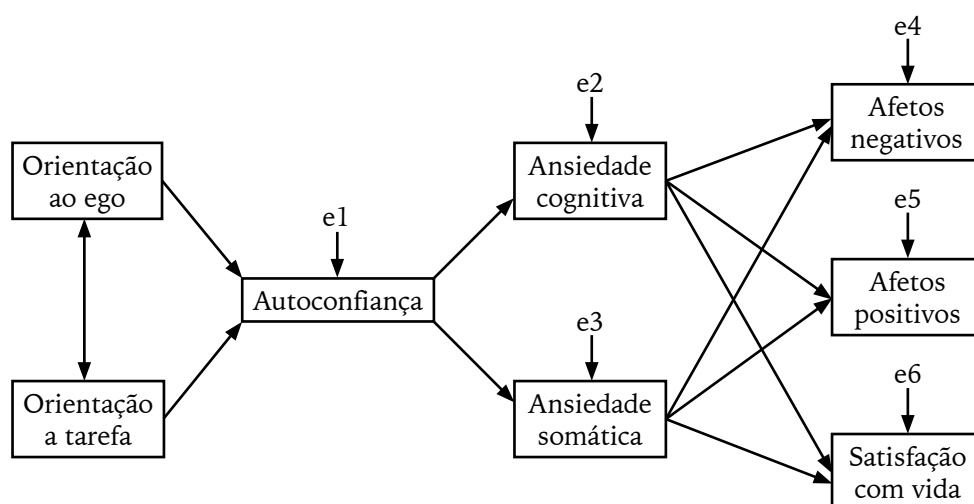 e4
Afetos
negativos
e2
Ansiedade
cognitiva
Orientação
ao ego
e1
Autoconfiança
e5
Afetos
positivos
e3
Ansiedade
somática
Orientação
a tarefa
e6
Satisfação
com vida